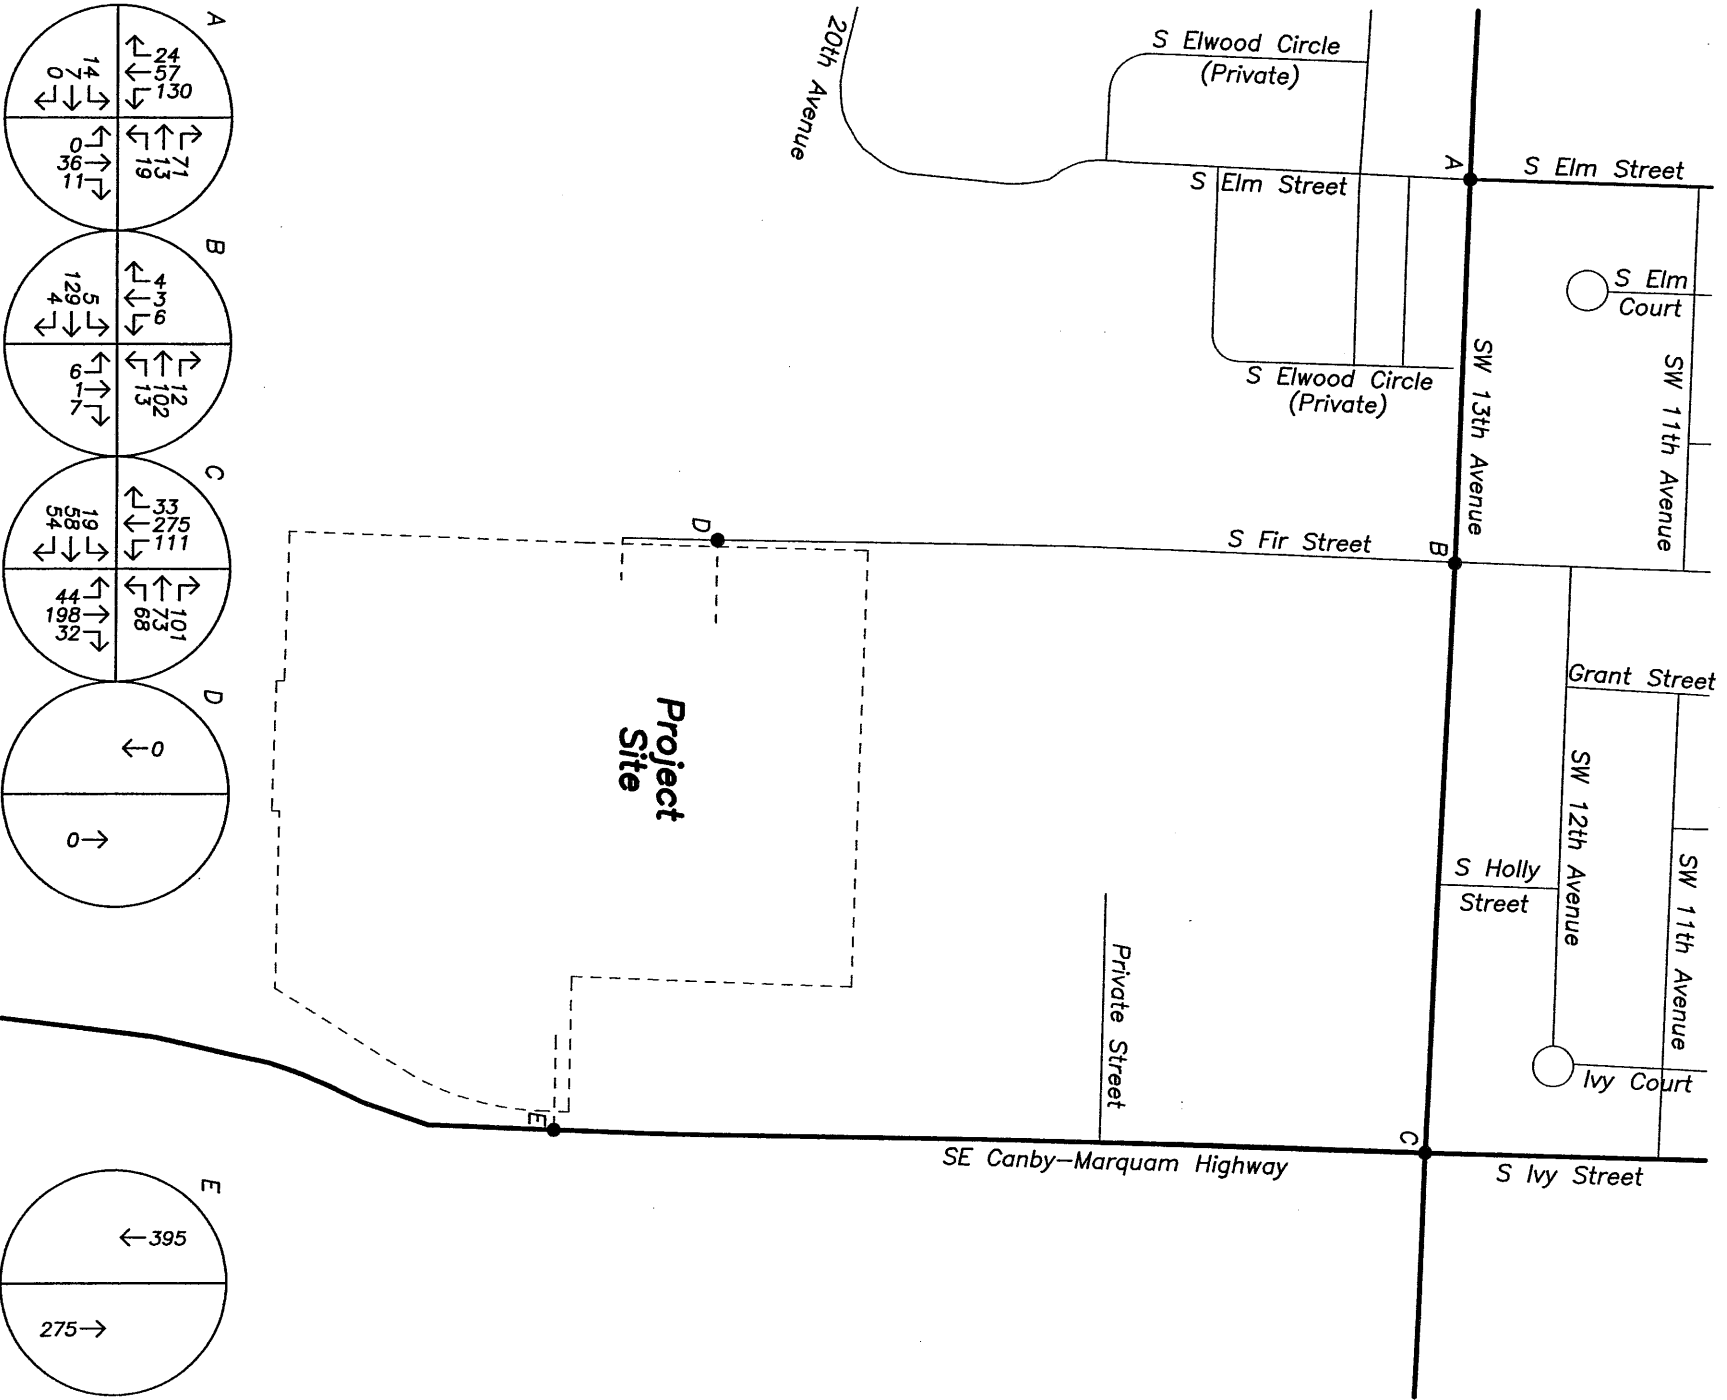 S Elwood Circle
(Private)
20th Avenue
A
S Elm Street
S Elm Street
S Elm
Court
S Elwood Circle
(Private)
SW 13th Avenue
SW 11th Avenue
D
S Fir Street
B
Project
Site
Grant Street
SW 12th Avenue
S Holly
Street
SW 11th Avenue
Private Street
Ivy Court
E
C
SE Canby-Marquam Highway
S Ivy Street
A
24
57
130
14
7
0
0
36
11
71
13
19
B
4
3
6
5
129
4
6
1
7
12
102
13
C
33
275
111
19
58
54
44
198
32
101
73
68
D
0
0
E
395
275